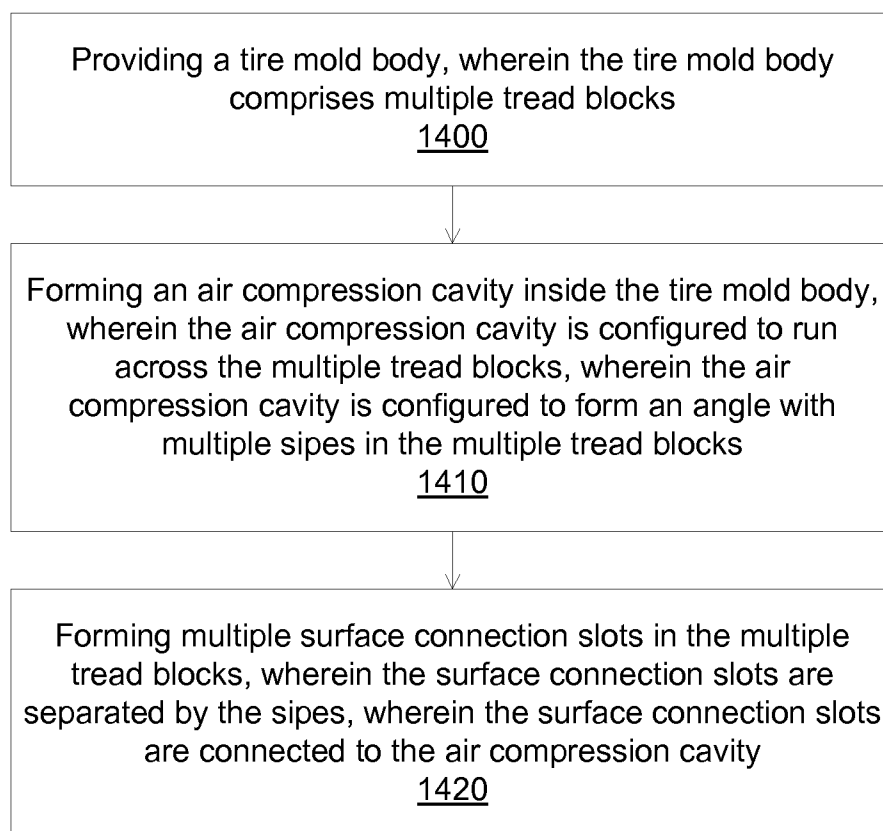 Providing a tire mold body, wherein the tire mold body
comprises multiple tread blocks
1400
Forming an air compression cavity inside the tire mold body,
wherein the air compression cavity is configured to run
across the multiple tread blocks, wherein the air
compression cavity is configured to form an angle with
multiple sipes in the multiple tread blocks
1410
Forming multiple surface connection slots in the multiple
tread blocks, wherein the surface connection slots are
separated by the sipes, wherein the surface connection slots
are connected to the air compression cavity
1420